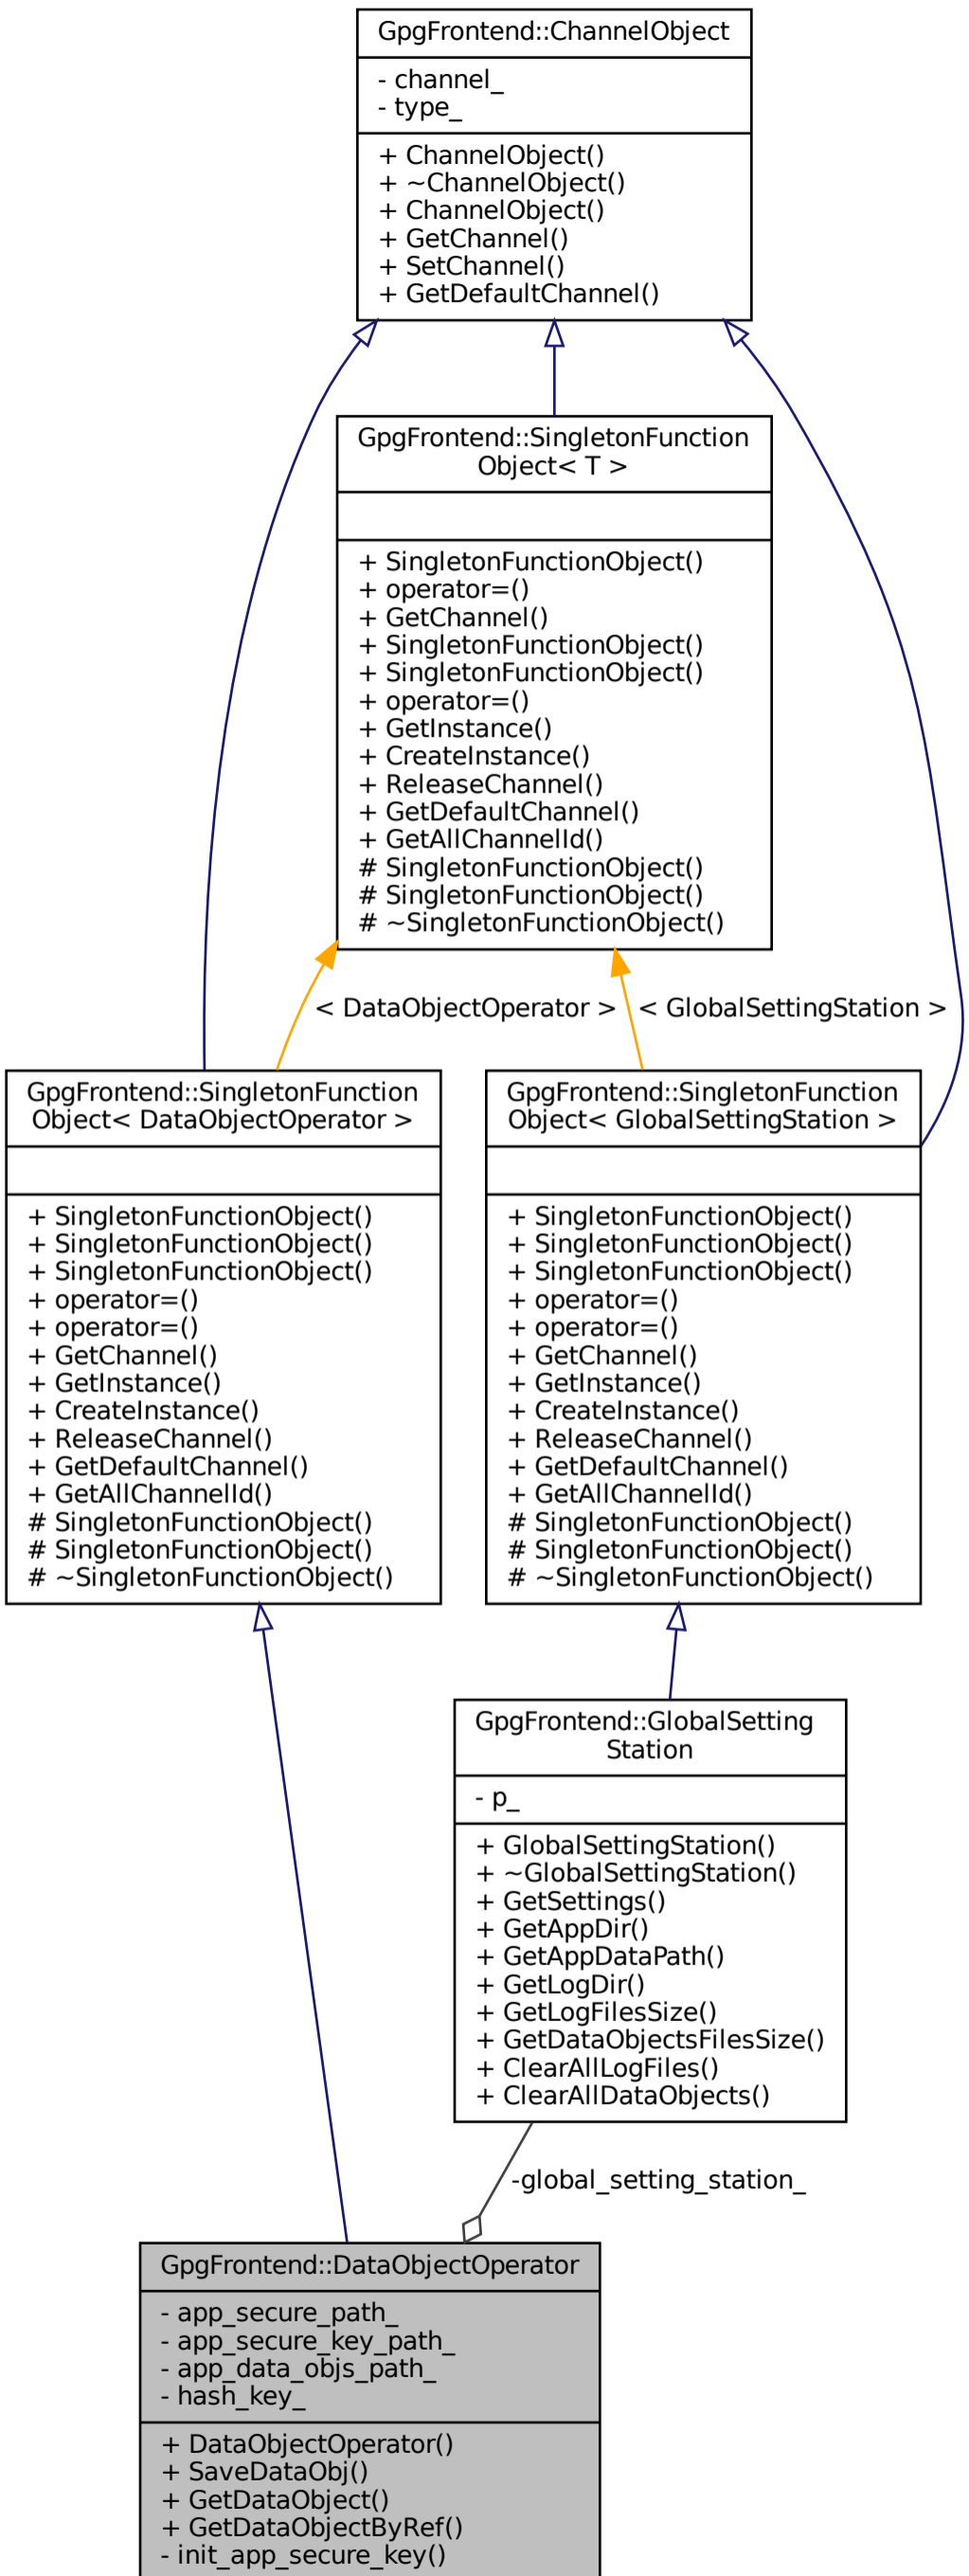 GpgFrontend::ChannelObject
- channel_
- type_
+ ChannelObject()
+ ~ChannelObject()
+ ChannelObject()
+ GetChannel()
+ SetChannel()
+ GetDefaultChannel()
GpgFrontend::SingletonFunction
Object< T >
+ SingletonFunctionObject()
+ operator=()
+ GetChannel()
+ SingletonFunctionObject()
+ SingletonFunctionObject()
+ operator=()
+ GetInstance()
+ CreateInstance()
+ ReleaseChannel()
+ GetDefaultChannel()
+ GetAllChannelId()
# SingletonFunctionObject()
# SingletonFunctionObject()
# ~SingletonFunctionObject()
< DataObjectOperator >
< GlobalSettingStation >
GpgFrontend::SingletonFunction
Object< DataObjectOperator >
+ SingletonFunctionObject()
+ SingletonFunctionObject()
+ SingletonFunctionObject()
+ operator=()
+ operator=()
+ GetChannel()
+ GetInstance()
+ CreateInstance()
+ ReleaseChannel()
+ GetDefaultChannel()
+ GetAllChannelId()
# SingletonFunctionObject()
# SingletonFunctionObject()
# ~SingletonFunctionObject()
GpgFrontend::SingletonFunction
Object< GlobalSettingStation >
+ SingletonFunctionObject()
+ SingletonFunctionObject()
+ SingletonFunctionObject()
+ operator=()
+ operator=()
+ GetChannel()
+ GetInstance()
+ CreateInstance()
+ ReleaseChannel()
+ GetDefaultChannel()
+ GetAllChannelId()
# SingletonFunctionObject()
# SingletonFunctionObject()
# ~SingletonFunctionObject()
GpgFrontend::GlobalSetting
Station
- p_
+ GlobalSettingStation()
+ ~GlobalSettingStation()
+ GetSettings()
+ GetAppDir()
+ GetAppDataPath()
+ GetLogDir()
+ GetLogFilesSize()
+ GetDataObjectsFilesSize()
+ ClearAllLogFiles()
+ ClearAllDataObjects()
-global_setting_station_
GpgFrontend::DataObjectOperator
- app_secure_path_
- app_secure_key_path_
- app_data_objs_path_
- hash_key_
+ DataObjectOperator()
+ SaveDataObj()
+ GetDataObject()
+ GetDataObjectByRef()
- init_app_secure_key()